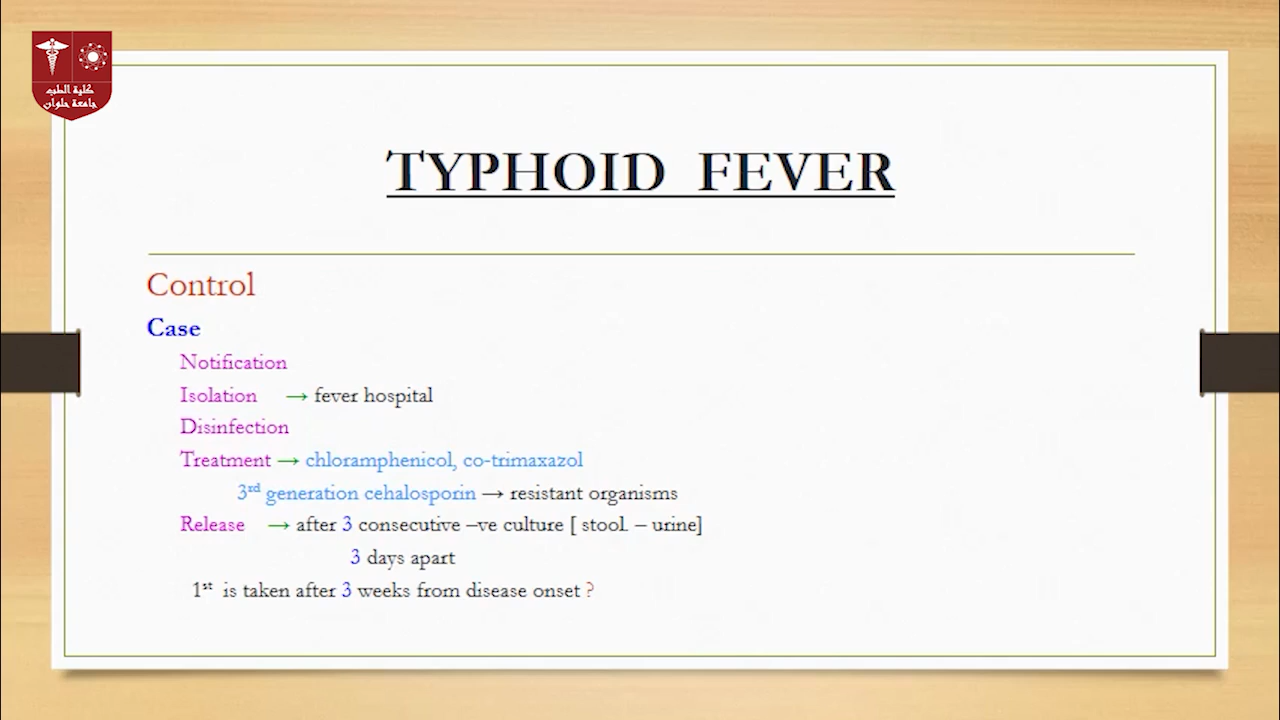 كلية الطب
جامعة حلوان
TYPHOID FEVER
Control
Case
Notification
Isolation → fever hospital
Disinfection
Treatment → chloramphenicol, co-trimaxazol
3rd generation cehalosporin → resistant organisms
Release → after 3 consecutive –ve culture [ stool – urine]
3 days apart
1st is taken after 3 weeks from disease onset ?